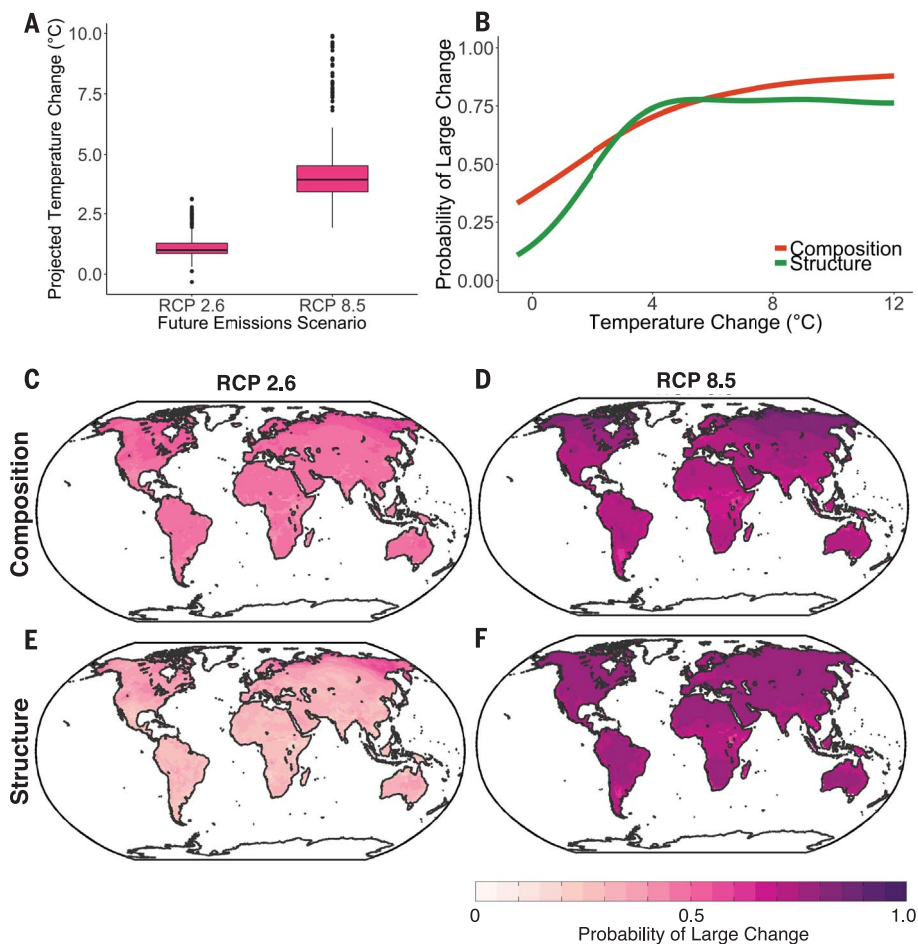 A
Projected Temperature Change (°C)
10.0
7.5
5.0
2.5
0.0
RCP 2.6
RCP 8.5
Future Emissions Scenario
B
Probability of Large Change
1.00
0.75
0.50
0.25
0.00
Composition
Structure
0
4
8
12
Temperature Change (°C)
C
RCP 2.6
D
RCP 8.5
Composition
E
F
Structure
0
0.5
1.0
Probability of Large Change